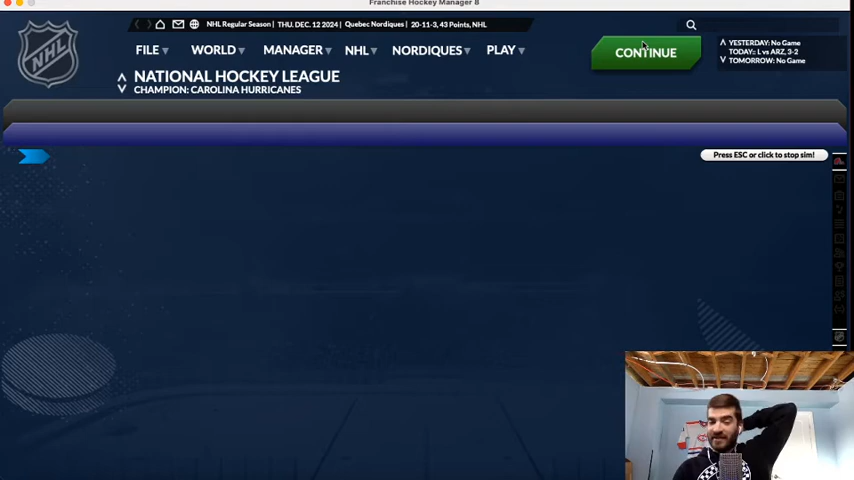 Franchise Hockey Manager 8
NHL Regular Season | THU. DEC. 12 2024 | Quebec Nordiques | 20-11-3, 43 Points, NHL
FILE WORLD MANAGER NHL NORDIQUES PLAY
CONTINUE
YESTERDAY: No Game
TODAY:: L vs ARZ, 3-2
TOMORROW: No Game
NHL
NATIONAL HOCKEY LEAGUE
CHAMPION: CAROLINA HURRICANES
Press ESC or click to stop sim!